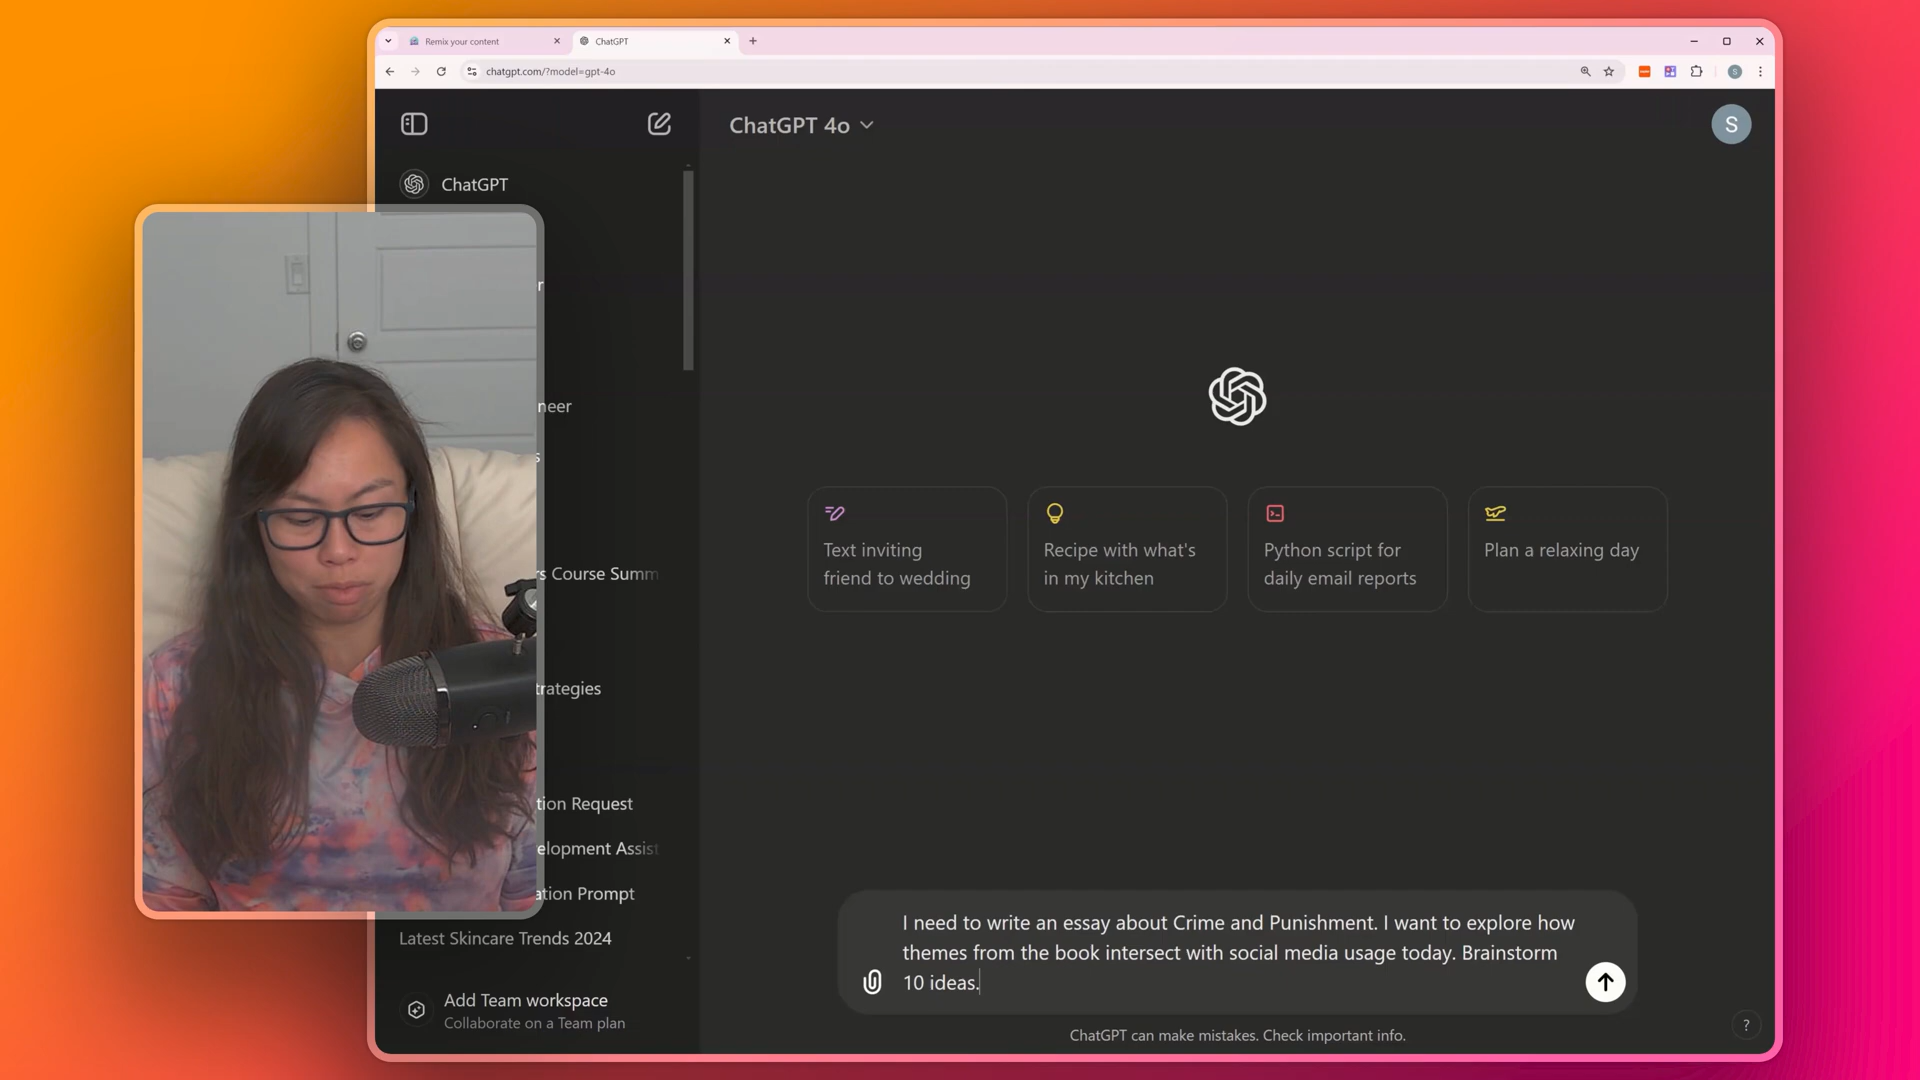 Remix your content
ChatGPT
chatgpt.com/?model=gpt-4o
ChatGPT 4o
S
ChatGPT
r
neer
s
rs Course Summ
trategies
tion Request
elopment Assist
ation Prompt
Latest Skincare Trends 2024
Add Team workspace
Collaborate on a Team plan
Text inviting
friend to wedding
Recipe with what's
in my kitchen
Python script for
daily email reports
Plan a relaxing day
I need to write an essay about Crime and Punishment. I want to explore how
themes from the book intersect with social media usage today. Brainstorm
10 ideas.
ChatGPT can make mistakes. Check important info.
?